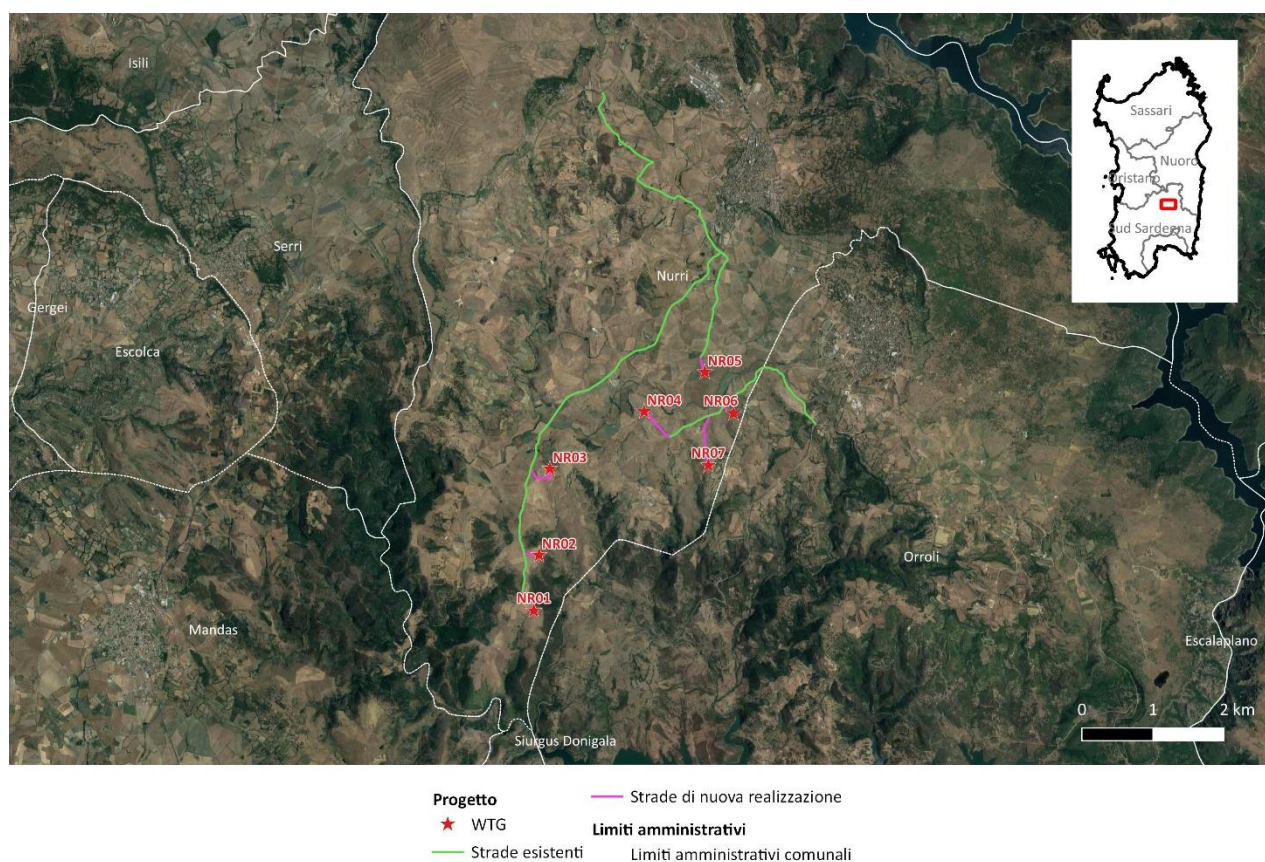 Isili
Sassari
Nuoro
Oristano
Sud Sardegna
Serri
Nurri
Gergei
Escolca
NR05
NR04
NR06
NR03
NR07
NR02
Orroli
NR01
Mandas
Escalaplano
0 1 2 km
Siurgus Donigala
Progetto
WTG
Strade esistenti
Strade di nuova realizzazione
Limiti amministrativi
Limiti amministrativi comunali